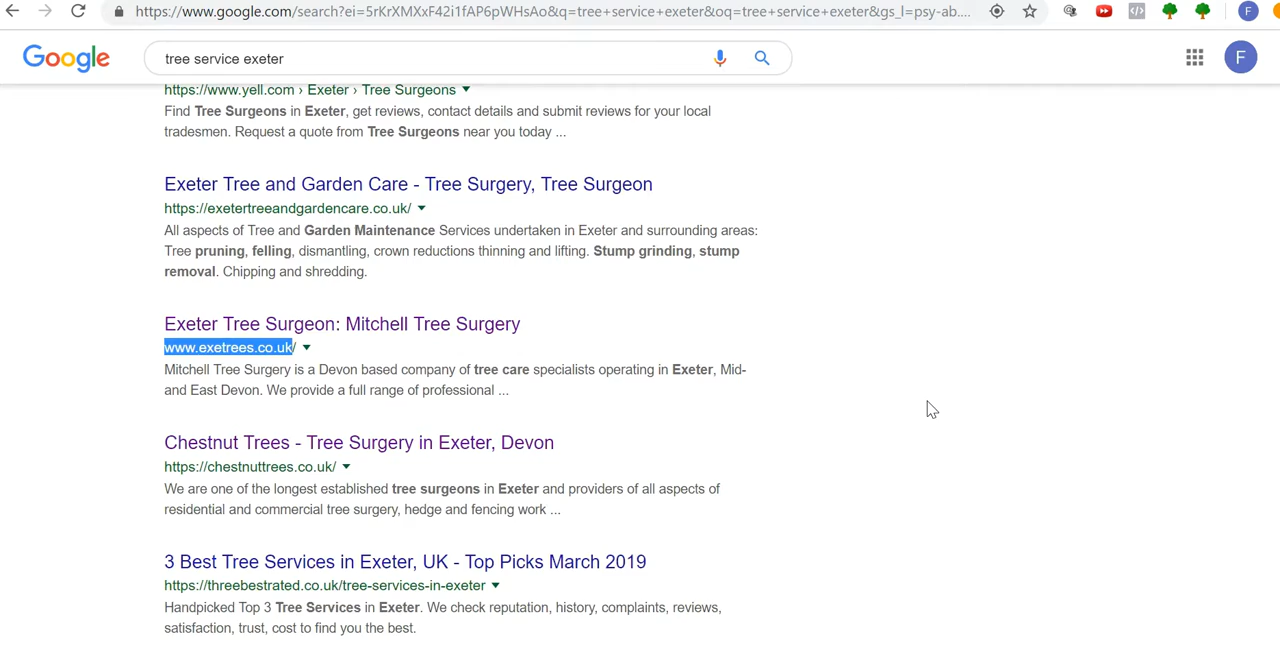 https://www.google.com/search?ei=5rKrXMXxF42i1fAP6pWHsAo&q=tree+service+exeter&oq=tree+service+exeter&gs_l=psy-ab....
F
Google
tree service exeter
F
https://www.yell.com › Exeter › Tree Surgeons
Find Tree Surgeons in Exeter, get reviews, contact details and submit reviews for your local
tradesmen. Request a quote from Tree Surgeons near you today ...
Exeter Tree and Garden Care - Tree Surgery, Tree Surgeon
https://exetertreeandgardencare.co.uk/
All aspects of Tree and Garden Maintenance Services undertaken in Exeter and surrounding areas:
Tree pruning, felling, dismantling, crown reductions thinning and lifting. Stump grinding, stump
removal. Chipping and shredding.
Exeter Tree Surgeon: Mitchell Tree Surgery
www.exetrees.co.uk/
Mitchell Tree Surgery is a Devon based company of tree care specialists operating in Exeter, Mid-
and East Devon. We provide a full range of professional ...
Chestnut Trees - Tree Surgery in Exeter, Devon
https://chestnuttrees.co.uk/
We are one of the longest established tree surgeons in Exeter and providers of all aspects of
residential and commercial tree surgery, hedge and fencing work ...
3 Best Tree Services in Exeter, UK - Top Picks March 2019
https://threebestrated.co.uk/tree-services-in-exeter
Handpicked Top 3 Tree Services in Exeter. We check reputation, history, complaints, reviews,
satisfaction, trust, cost to find you the best.